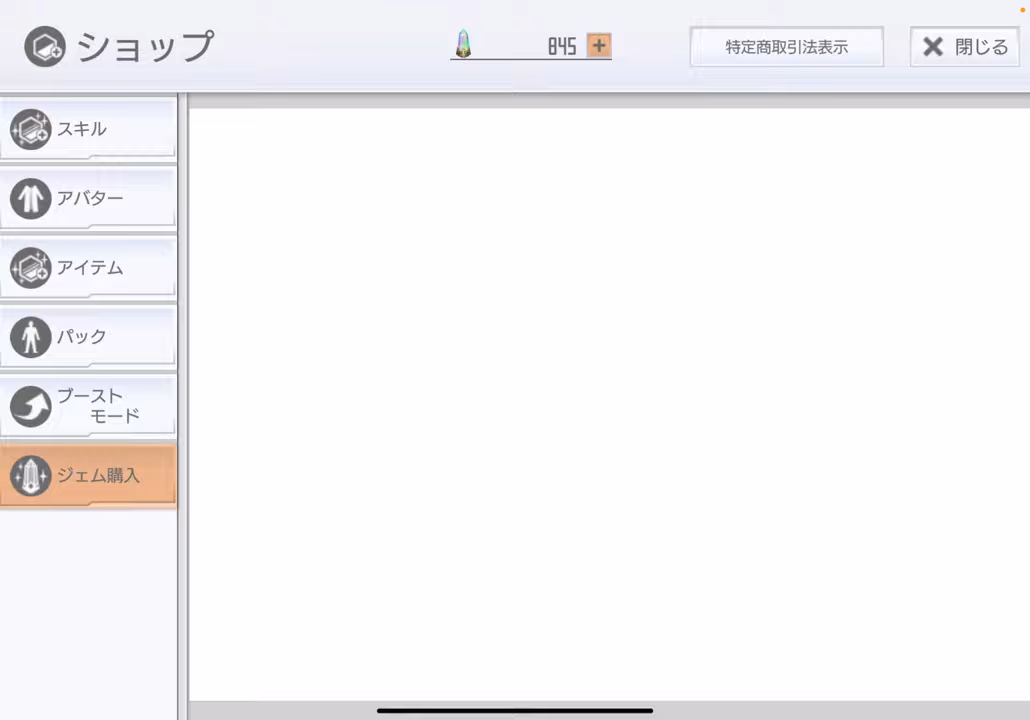 ショップ
845
特定商取引法表示
閉じる
スキル
アバター
アイテム
パック
ブースト
モード
ジェム購入